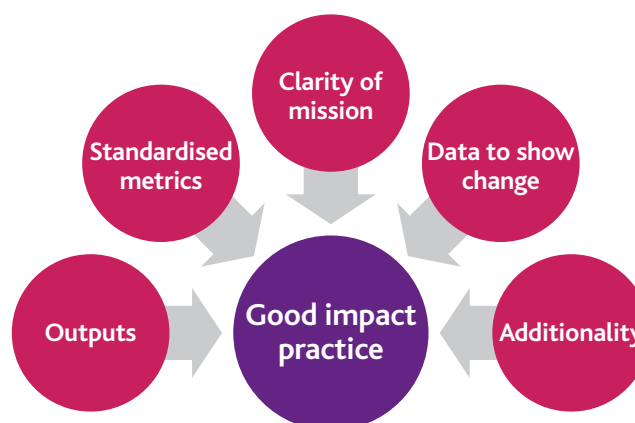 Clarity of
mission
Standardised
metrics
Data to show
change
Outputs
Good impact
practice
Additionality